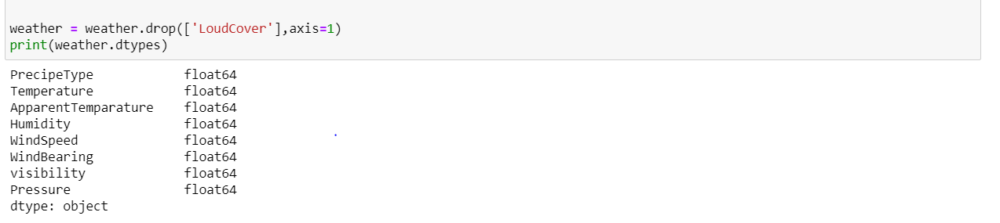 weather = weather.drop(['LoudCover'],axis=1)
print(weather.dtypes)
PrecipeType float64
Temperature float64
ApparentTemparature float64
Humidity float64
WindSpeed float64
WindBearing float64
visibility float64
Pressure float64
dtype: object